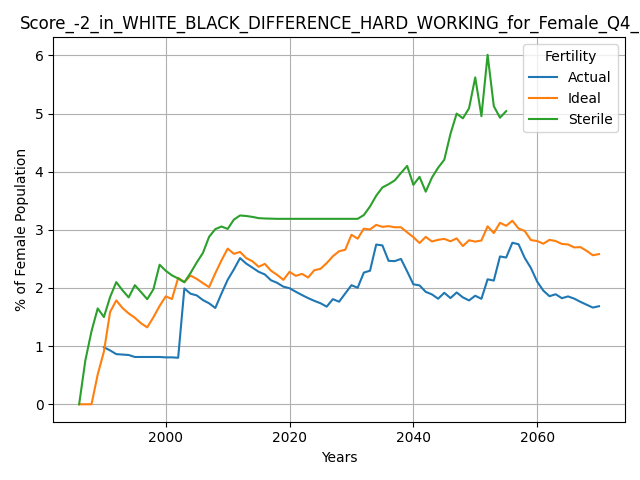 Score_-2_in_WHITE_BLACK_DIFFERENCE_HARD_WORKING_for_Female_Q4_
Fertility
Actual
Ideal
Sterile
% of Female Population
6
5
4
3
2
1
0
2000 2020 2040 2060
Years